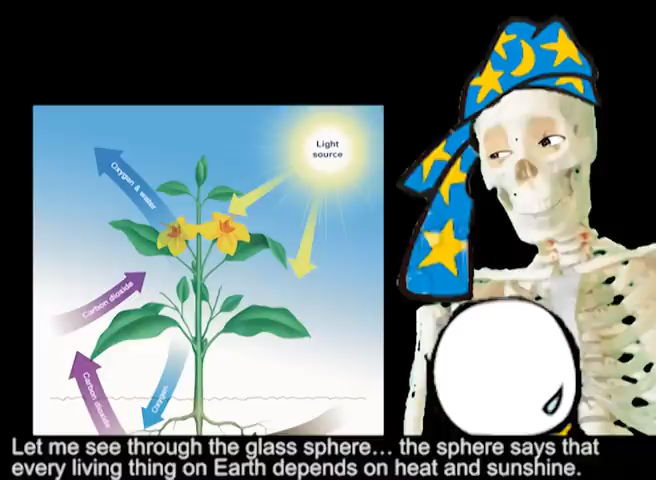 Light
source
Oxygen & water
Carbon dioxide
Carbon dioxide
Oxygen
Let me see through the glass sphere... the sphere says that
every living thing on Earth depends on heat and sunshine.